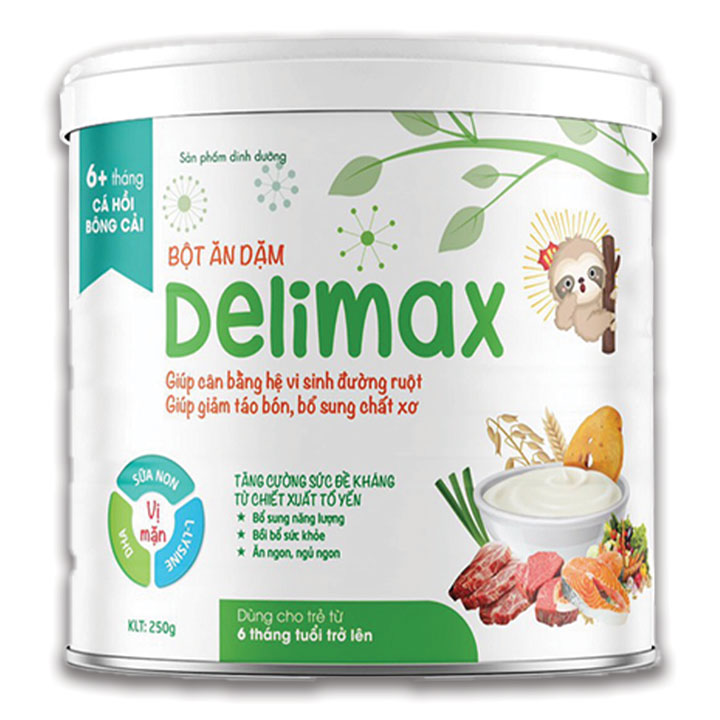 Sản phẩm dinh dưỡng
6+ tháng
CÁ HỒI
BÔNG CẢI
BỘT ĂN DẶM
Delimax
Giúp cân bằng hệ vi sinh đường ruột
Giúp giảm táo bón, bổ sung chất xơ
SỮA NON
L-LYSINE
DHA
Vị
mặn
TĂNG CƯỜNG SỨC ĐỀ KHÁNG
TỪ CHIẾT XUẤT TỔ YẾN
★ Bổ sung năng lượng
★ Bồi bổ sức khỏe
★ Ăn ngon, ngủ ngon
KLT: 250g
Dùng cho trẻ từ
6 tháng tuổi trở lên